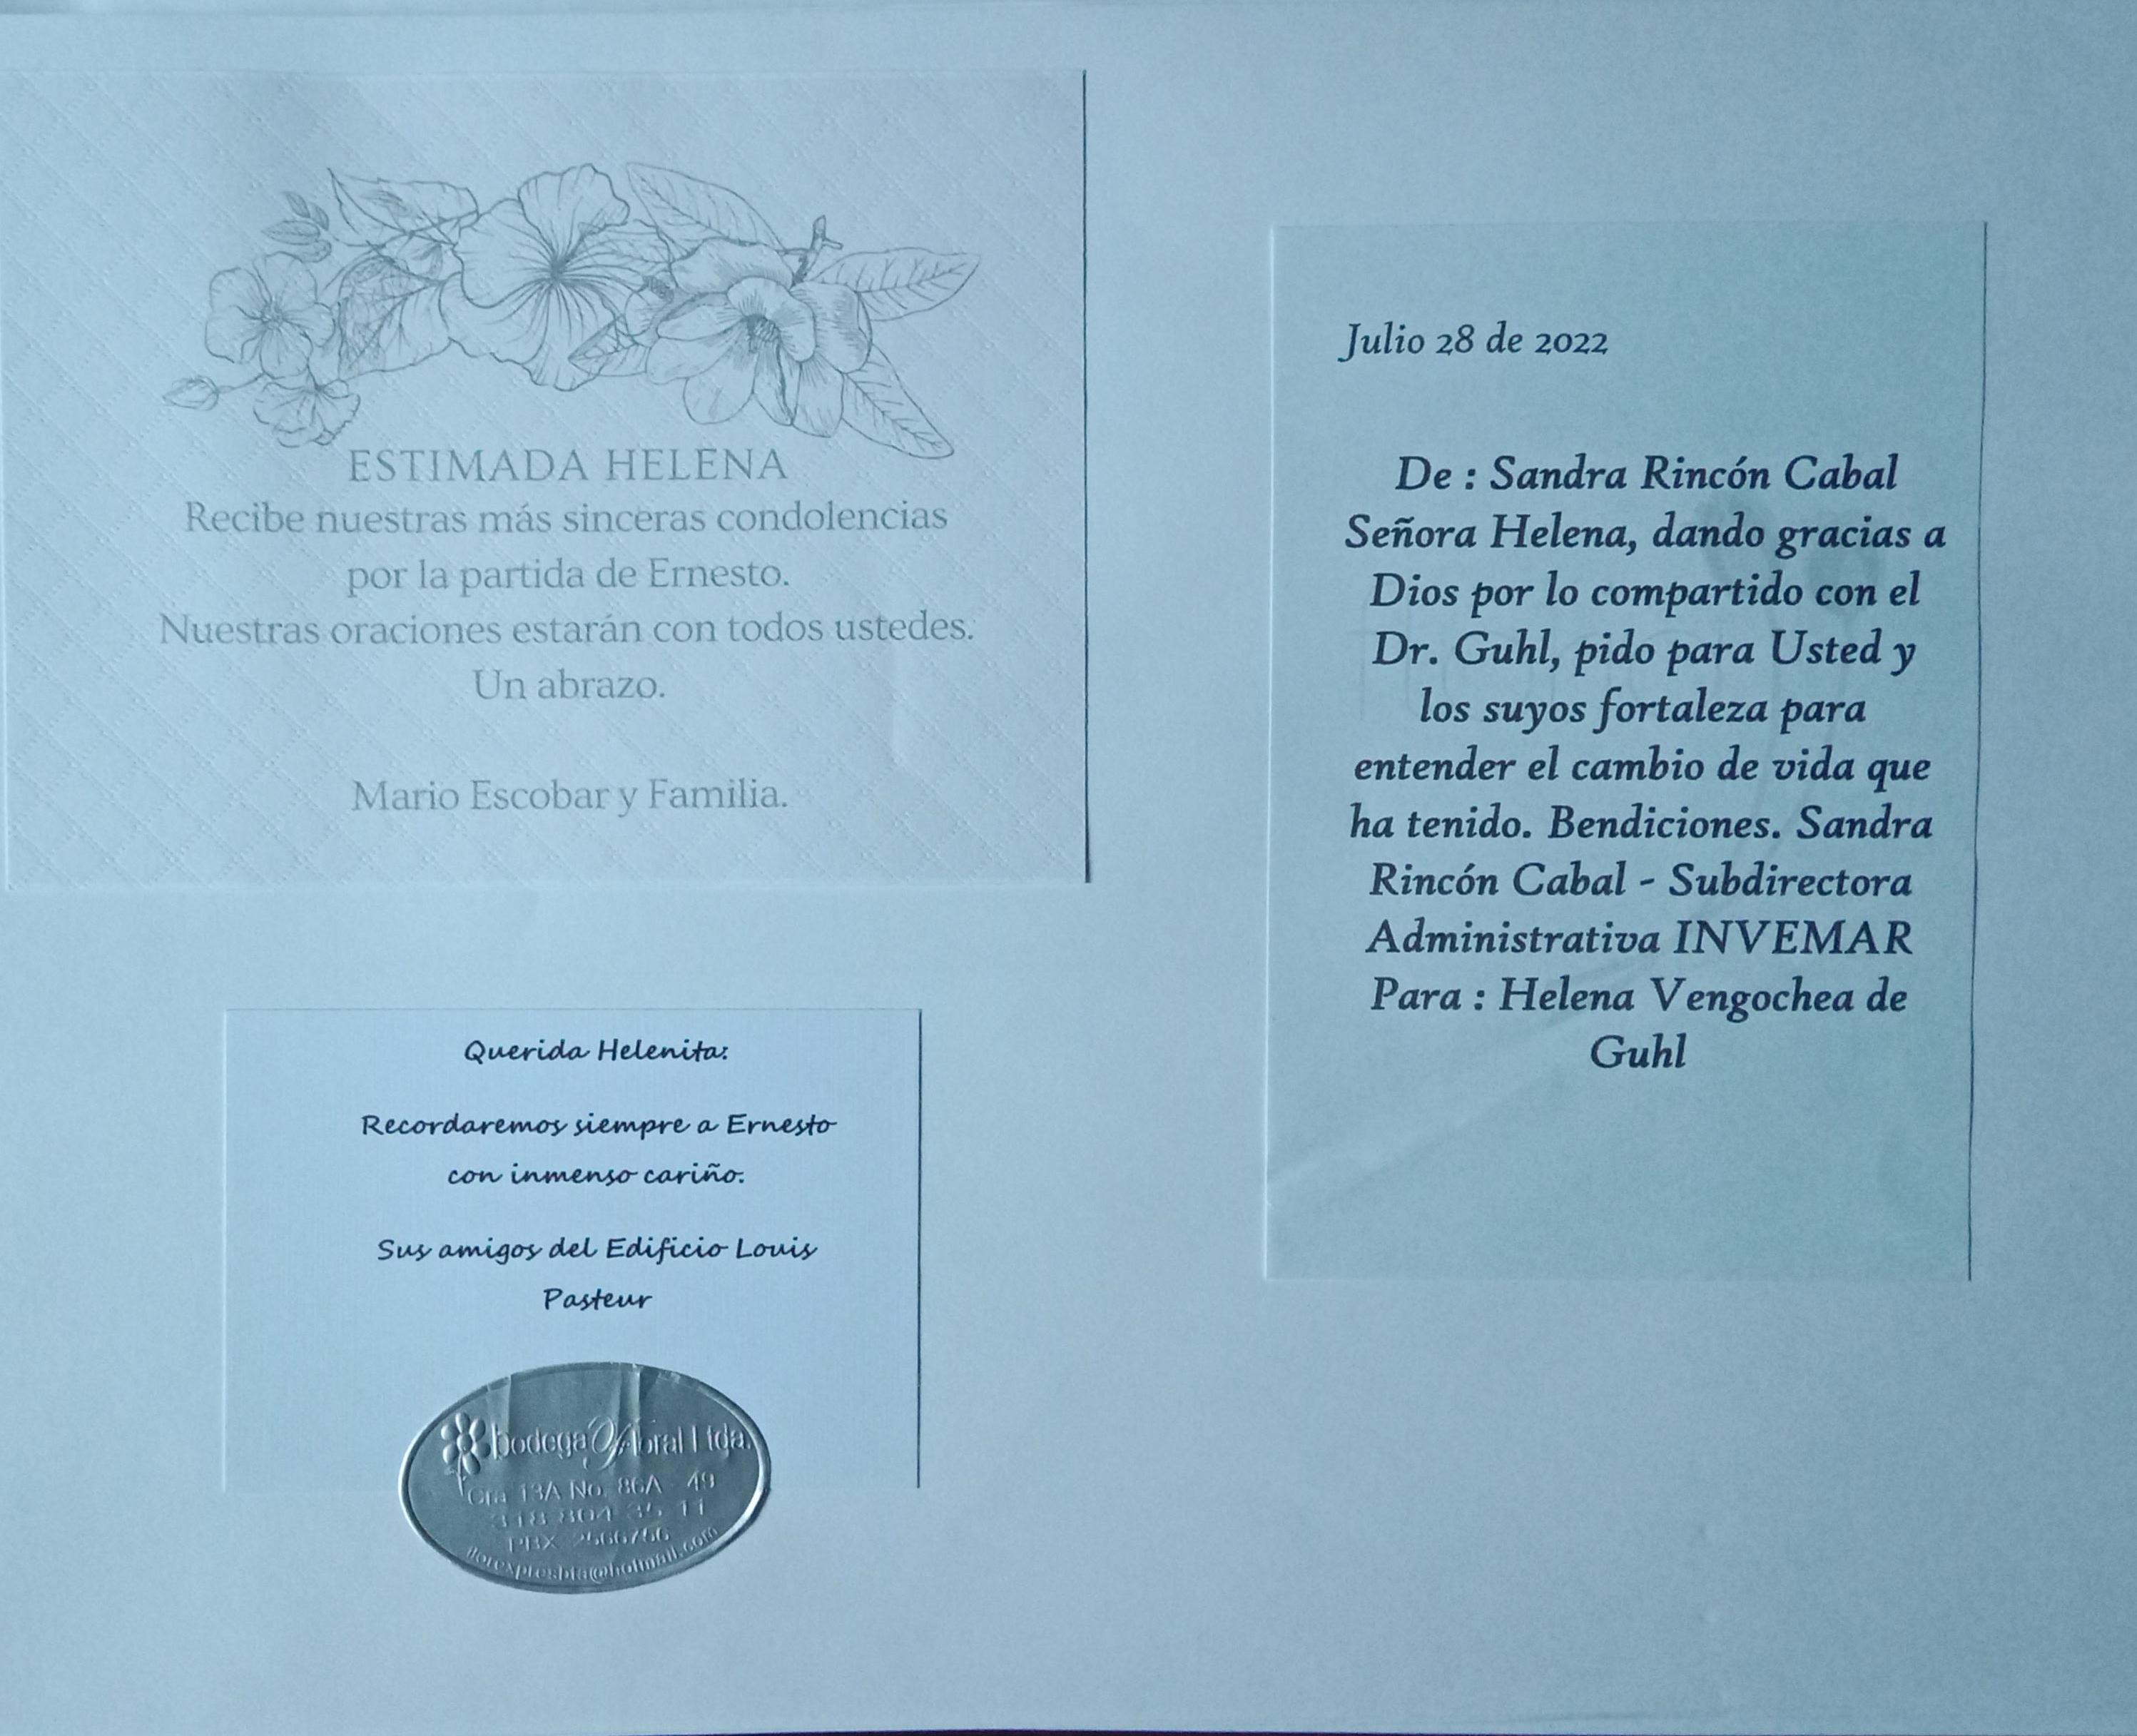 ESTIMADA HELENA
Recibe nuestras más sinceras condolencias
por la partida de Ernesto.
Nuestras oraciones estarán con todos ustedes.
Un abrazo.
Mario Escobar y Familia.
Querida Helenita:
Recordaremos siempre a Ernesto
con inmenso cariño.
Sus amigos del Edificio Louis
Pasteur
bodega floral Ltda.
Cra 13A No. 86A - 49
318 804 35 11
PBX 2566756
Julio 28 de 2022
De : Sandra Rincón Cabal
Señora Helena, dando gracias a
Dios por lo compartido con el
Dr. Guhl, pido para Usted y
los suyos fortaleza para
entender el cambio de vida que
ha tenido. Bendiciones. Sandra
Rincón Cabal - Subdirectora
Administrativa INVEMAR
Para : Helena Vengochea de
Guhl